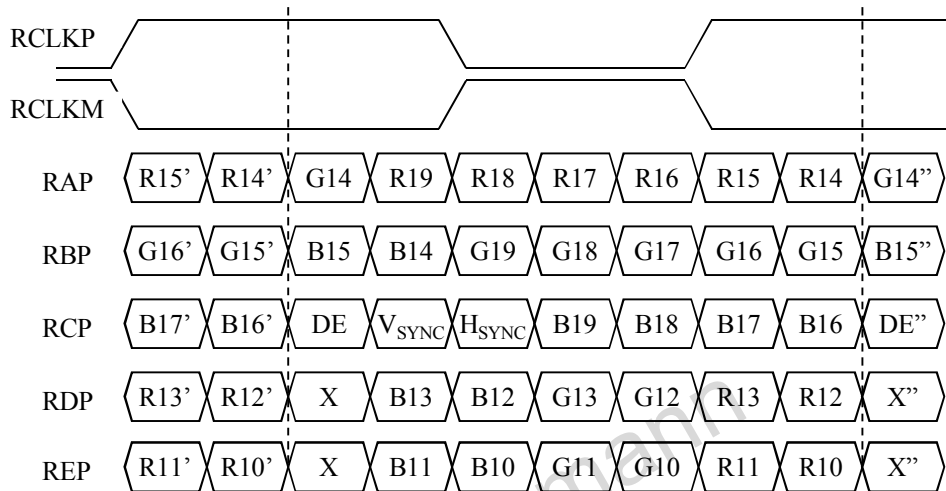 RCLKP
RCLKM
RAP R15’ R14’ G14 R19 R18 R17 R16 R15 R14 G14”
RBP G16’ G15’ B15 B14 G19 G18 G17 G16 G15 B15”
RCP B17’ B16’ DE VSYNC HSYNC B19 B18 B17 B16 DE”
RDP R13’ R12’ X B13 B12 G13 G12 R13 R12 X”
REP R11’ R10’ X B11 B10 G11 G10 R11 R10 X”
mann